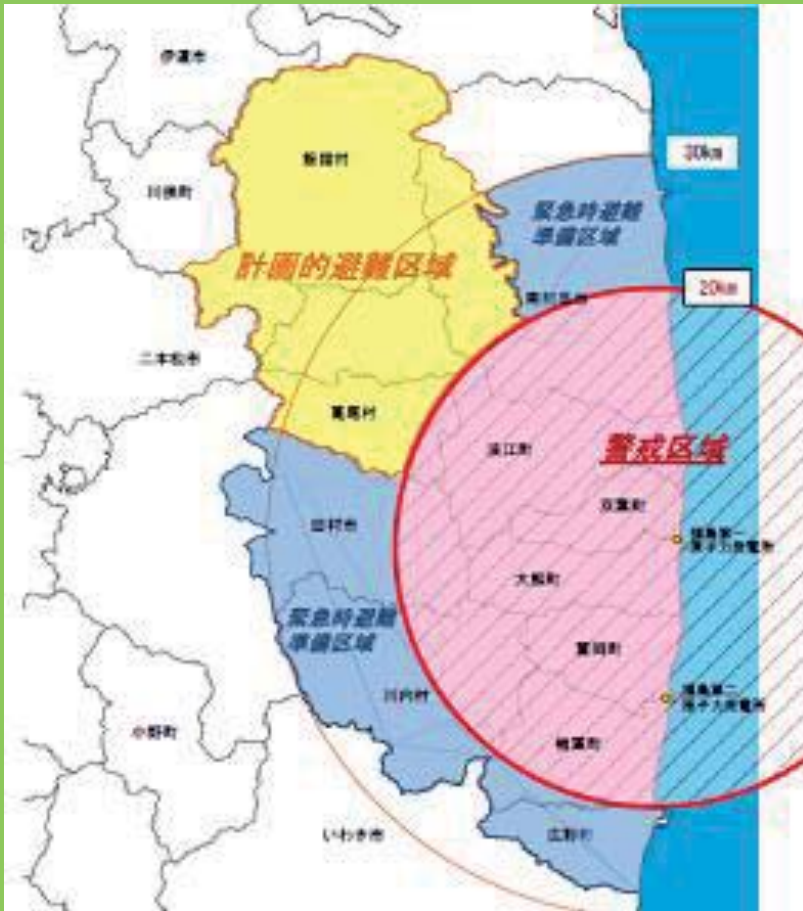 伊達市
飯舘村
30km
川俣町
緊急時避難
準備区域
計画的避難区域
20km
南相馬市
二本松市
葛尾村
警戒区域
浪江町
双葉町
田村市
福島第一
原子力発電所
大熊町
緊急時避難
準備区域
富岡町
川内村
福島第二
原子力発電所
小野町
楢葉町
いわき市
広野町